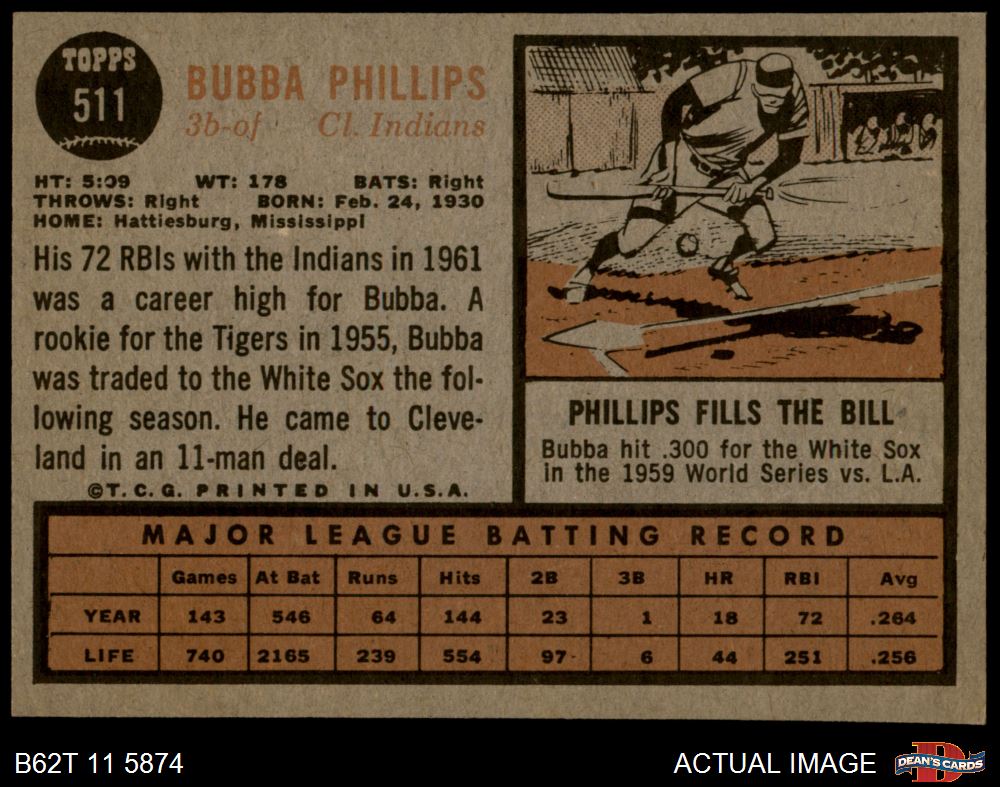 TOPPS
511
BUBBA PHILLIPS
3b-of Cl. Indians
HT: 5:09 WT: 178 BATS: Right
THROWS: Right BORN: Feb. 24, 1930
HOME: Hattiesburg, Mississippi
His 72 RBIs with the Indians in 1961
was a career high for Bubba. A
rookie for the Tigers in 1955, Bubba
was traded to the White Sox the fol-
lowing season. He came to Cleve-
land in an 11-man deal.
©T.C.G. PRINTED IN U.S.A.
PHILLIPS FILLS THE BILL
Bubba hit .300 for the White Sox
in the 1959 World Series vs. L.A.
MAJOR LEAGUE BATTING RECORD
Games At Bat Runs Hits 2B 3B HR RBI Avg
YEAR 143 546 64 144 23 1 18 72 .264
LIFE 740 2165 239 554 97 6 44 251 .256
B62T 11 5874
ACTUAL IMAGE
D
DEAN'S CARDS